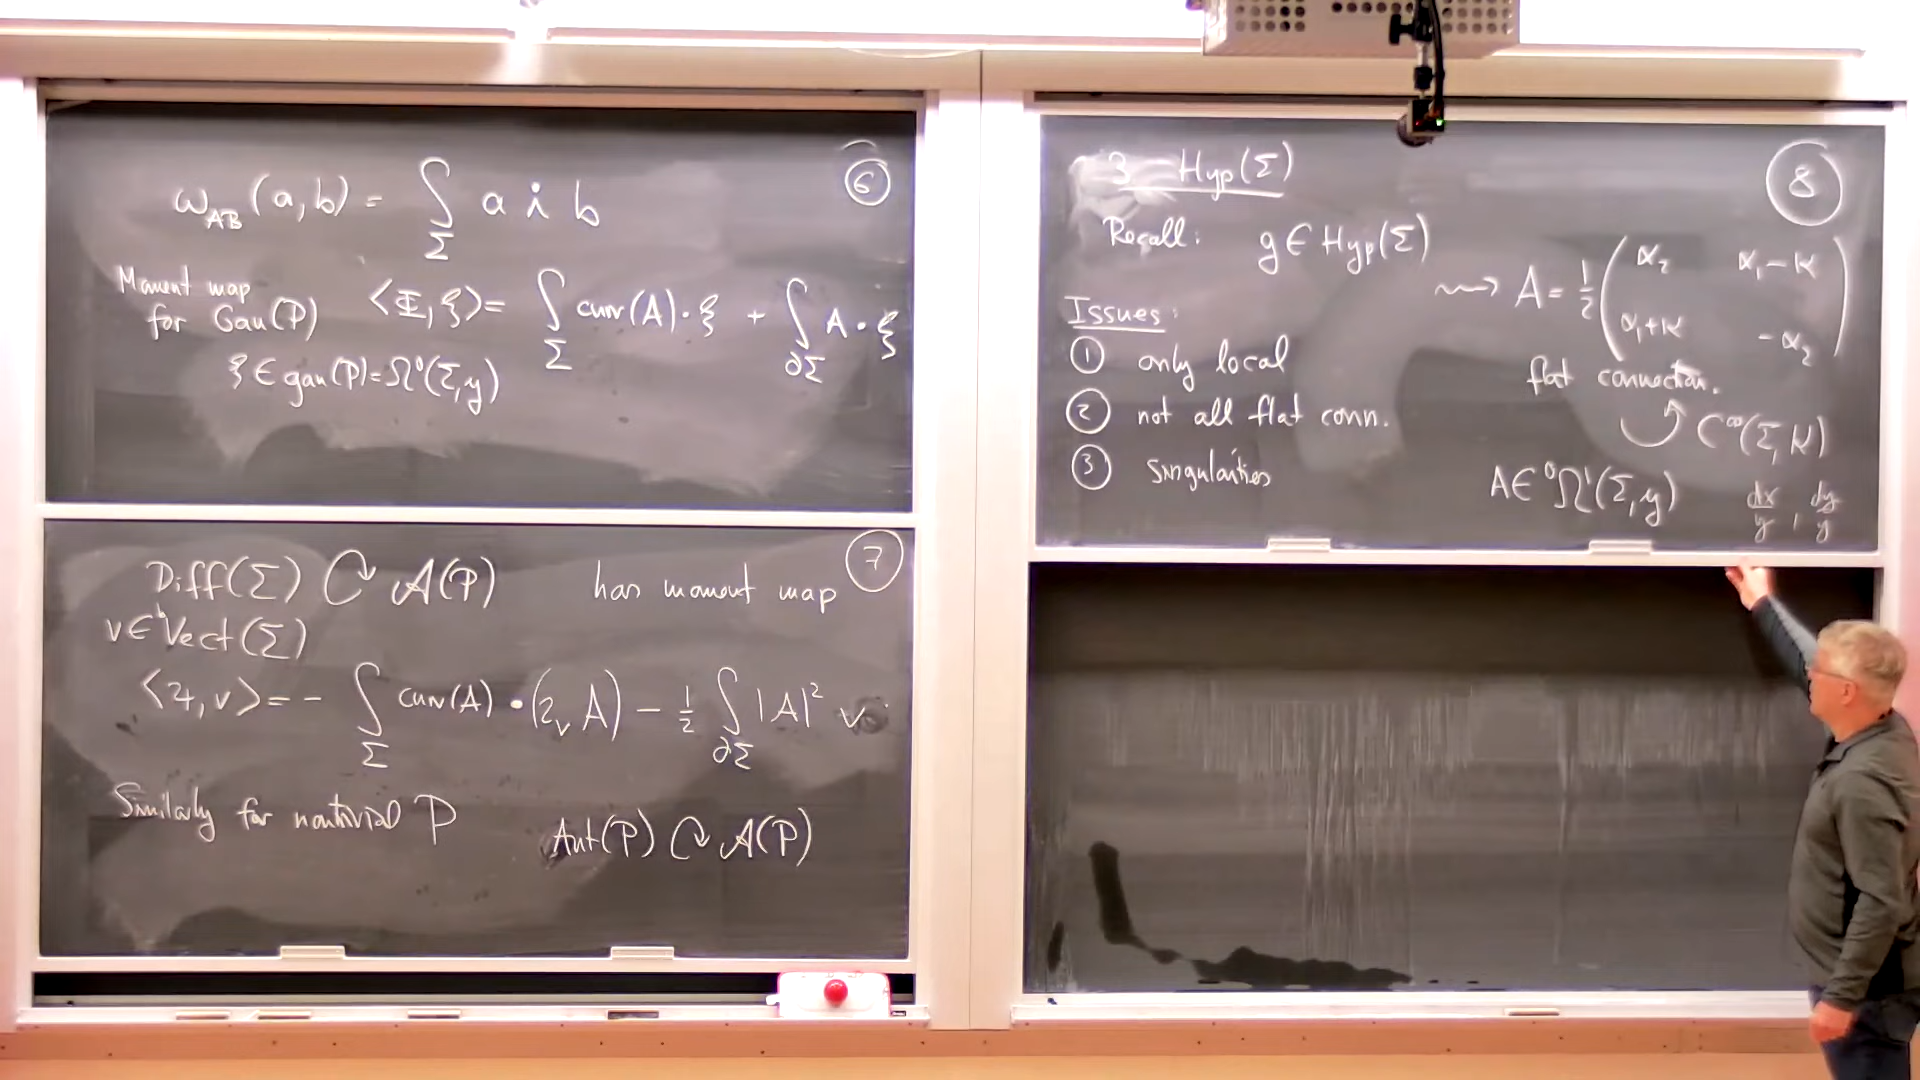 ⑥
ω_AB(a,b) = ∫_Σ a ∧̇ b
Moment map
for Gau(P) ⟨Φ,ξ⟩ = ∫_Σ curv(A)·ξ + ∫_∂Σ A·ξ
ξ ∈ gau(P) = Ω⁰(Σ,𝔤)
⑦
Diff(Σ) ↻ 𝒜(P) has moment map
v ∈ Vect(Σ)
⟨Ψ,v⟩ = − ∫_Σ curv(A)•(ι_v A) − ½ ∫_∂Σ |A|² v
Similarly for nontrivial P
Aut(P) ↻ 𝒜(P)
⑧
3 Hyp(Σ)
Recall: g ∈ Hyp(Σ)
⇝ A = ½ ( α₂ α₁−κ
α₁+κ −α₂ )
flat connection.
C^∞(Σ,K)
A ∈ ⁰Ω¹(Σ,𝔤) dx/y , dy/y
Issues:
① only local
② not all flat conn.
③ singularities